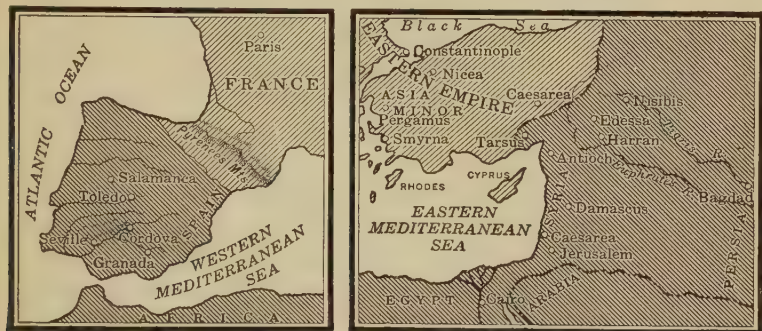 Paris
FRANCE
ATLANTIC OCEAN
Pyrennes Mts.
Salamanca
Toledo
SPAIN
Seville
Cordova
Granada
WESTERN
MEDITERRANEAN
SEA
AFRICA
Black Sea
Constantinople
EASTERN EMPIRE
Nicea
ASIA
MINOR
Caesarea
Pergamus
Smyrna
Tarsus
Nisibis
Edessa
Harran
Tigris R.
Antioch
Euphrates R.
Bagdad
RHODES
CYPRUS
SYRIA
EASTERN
MEDITERRANEAN
SEA
Damascus
Caesarea
Jerusalem
PERSIA
EGYPT
Cairo
ARABIA